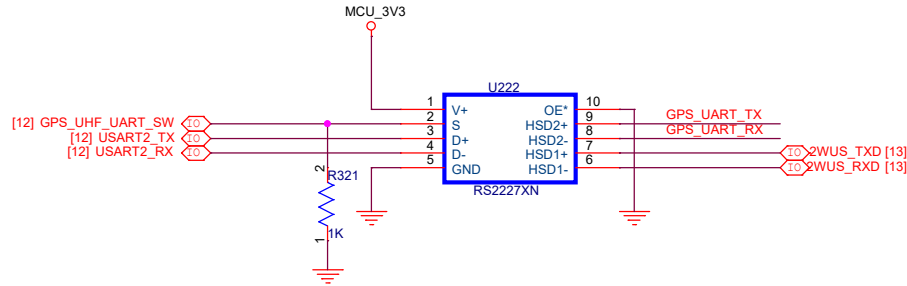 MCU_3V3
U222
1 V+ OE* 10
[12] GPS_UHF_UART_SW IO 2 S HSD2+ 9 GPS_UART_TX
[12] USART2_TX IO 3 D+ HSD2- 8 GPS_UART_RX
[12] USART2_RX IO 4 D- HSD1+ 7 IO 2WUS_TXD [13]
5 GND HSD1- 6 IO 2WUS_RXD [13]
RS2227XN
2
R321
1K
1